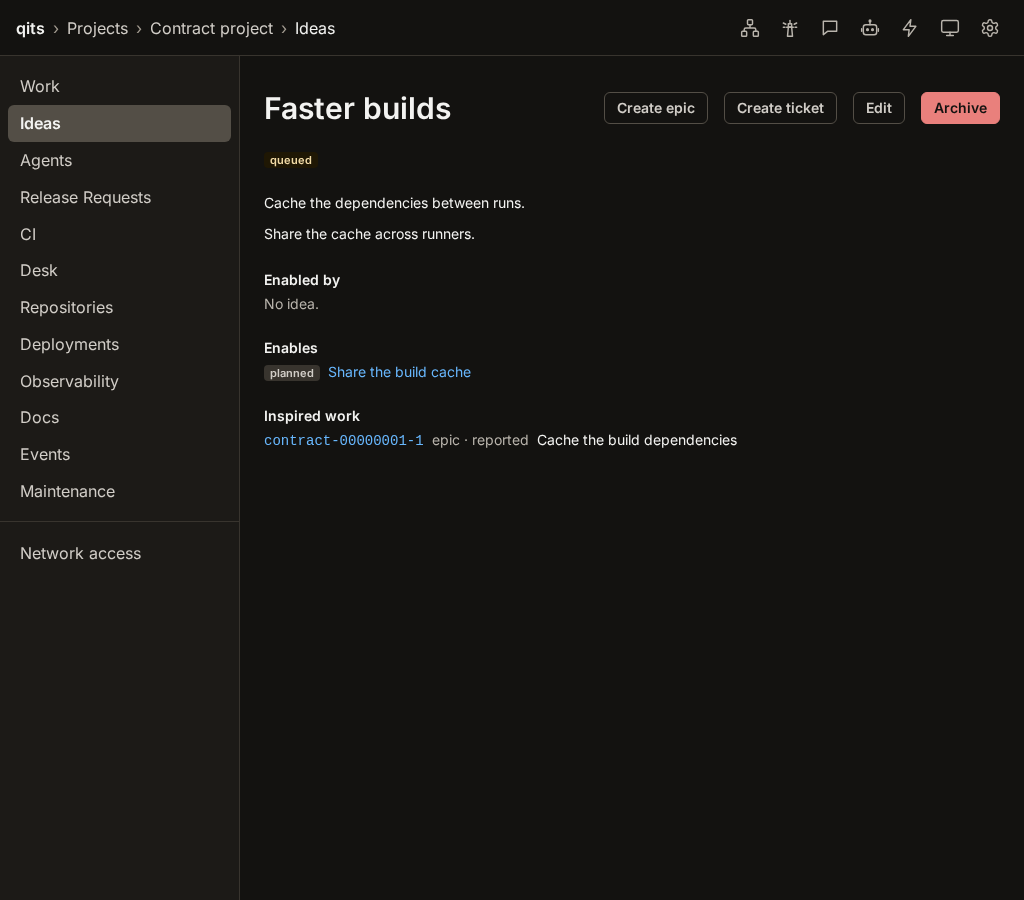 qits › Projects › Contract project › Ideas
Work
Ideas
Agents
Release Requests
CI
Desk
Repositories
Deployments
Observability
Docs
Events
Maintenance
Network access
Faster builds
Create epic
Create ticket
Edit
Archive
queued
Cache the dependencies between runs.
Share the cache across runners.
Enabled by
No idea.
Enables
planned Share the build cache
Inspired work
contract-00000001-1 epic · reported Cache the build dependencies